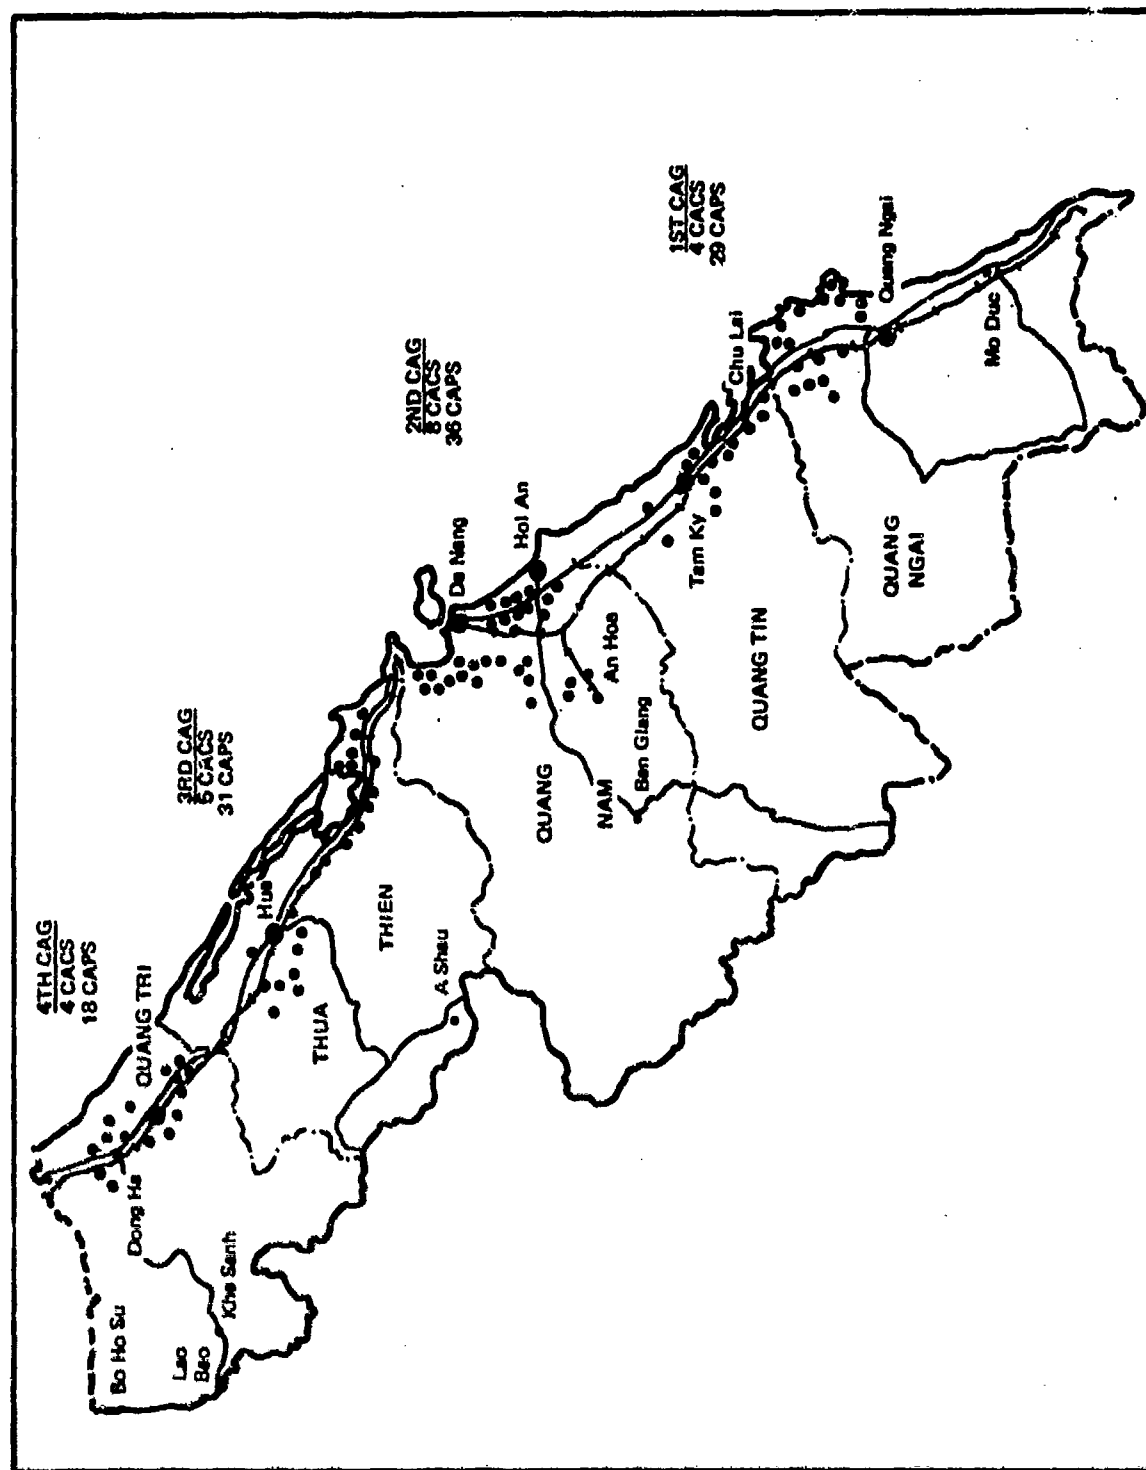 4TH CAG
4 CACS
18 CAPS
3RD CAG
5 CACS
31 CAPS
2ND CAG
8 CACS
36 CAPS
1ST CAG
4 CACS
29 CAPS
QUANG TRI
Dong Ha
Bo Ho Su
Lao
Bao
Khe Sanh
Hue
THUA
THIEN
A Shau
Da Nang
Hoi An
An Hoa
QUANG
NAM
Ben Giang
Tam Ky
QUANG TIN
Chu Lai
QUANG
NGAI
Quang Ngai
Mo Duc